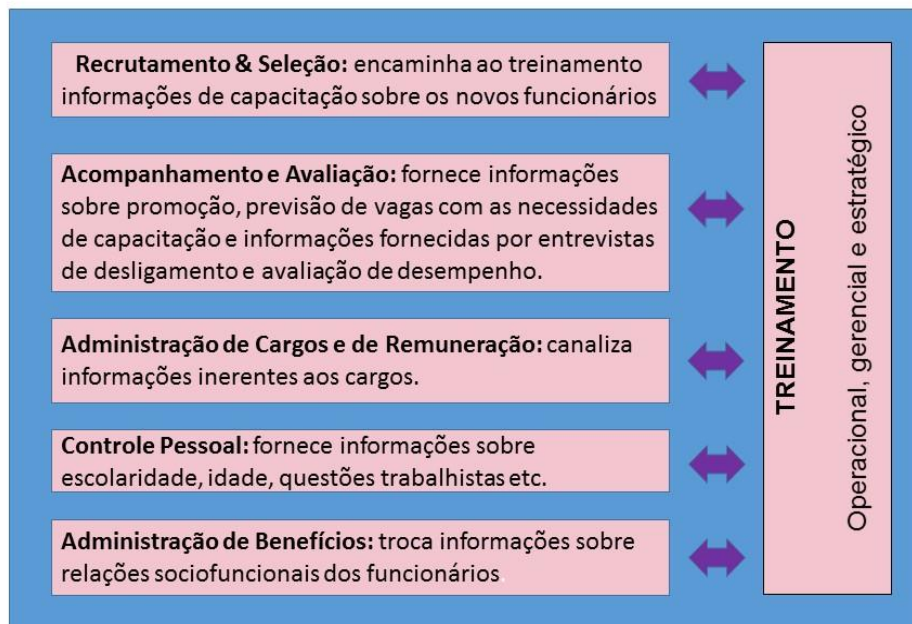 Recrutamento & Seleção: encaminha ao treinamento
informações de capacitação sobre os novos funcionários
Acompanhamento e Avaliação: fornece informações
sobre promoção, previsão de vagas com as necessidades
de capacitação e informações fornecidas por entrevistas
de desligamento e avaliação de desempenho.
Administração de Cargos e de Remuneração: canaliza
informações inerentes aos cargos.
Controle Pessoal: fornece informações sobre
escolaridade, idade, questões trabalhistas etc.
Administração de Benefícios: troca informações sobre
relações sociofuncionais dos funcionários
TREINAMENTO
Operacional, gerencial e estratégico